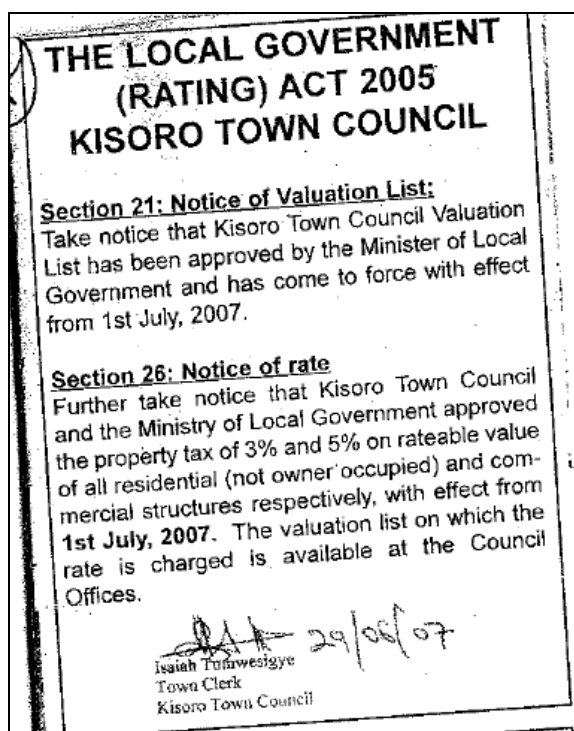 THE LOCAL GOVERNMENT
(RATING) ACT 2005
KISORO TOWN COUNCIL
Section 21: Notice of Valuation List:
Take notice that Kisoro Town Council Valuation
List has been approved by the Minister of Local
Government and has come to force with effect
from 1st July, 2007.
Section 26: Notice of rate
Further take notice that Kisoro Town Council
and the Ministry of Local Government approved
the property tax of 3% and 5% on rateable value
of all residential (not owner occupied) and com-
mercial structures respectively, with effect from
1st July, 2007. The valuation list on which the
rate is charged is available at the Council
Offices.
29/06/07
Isaiah Tumwesigye
Town Clerk
Kisoro Town Council